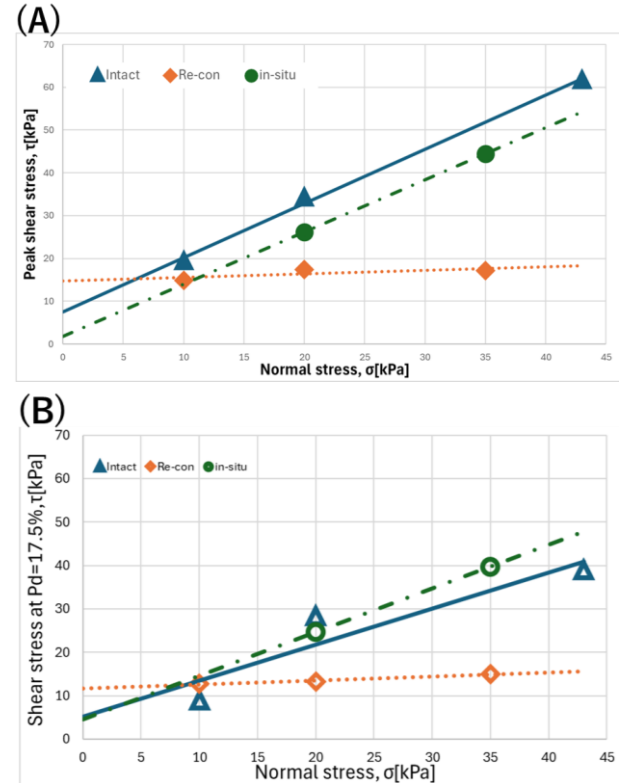 (A)
70
60
50
40
30
20
10
0
Intact Re-con in-situ
Peak shear stress, τ[kPa]
0 5 10 15 20 25 30 35 40 45
Normal stress, σ[kPa]
(B)
70
60
50
40
30
20
10
0
Intact Re-con in-situ
Shear stress at Pd=17.5%,τ[kPa]
0 5 10 15 20 25 30 35 40 45
Normal stress, σ[kPa]